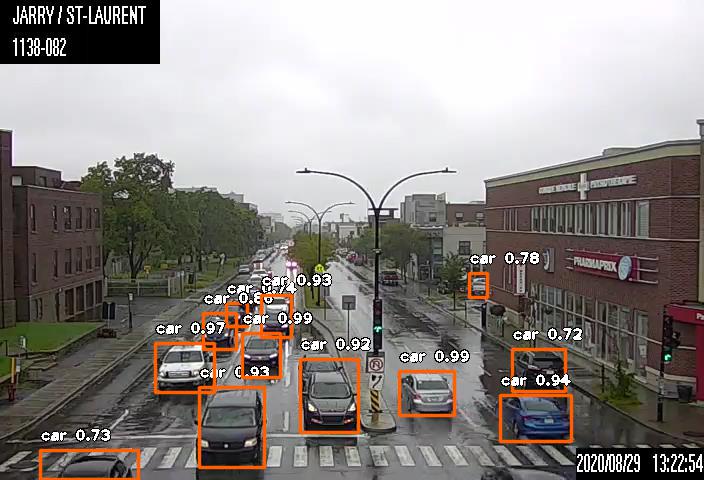 JARRY / ST-LAURENT
1138-082
car 0.78
car 0.93
car 0.99
car 0.97
car 0.92
car 0.99
car 0.72
car 0.93
car 0.94
car 0.73
PHARMAPRIX
2020/08/29 13:22:54